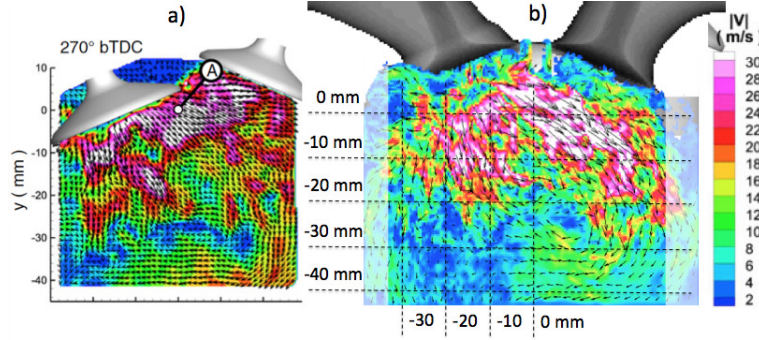 a)
270° bTDC
A
y ( mm )
10
0
-10
-20
-30
-40
b)
0 mm
-10 mm
-20 mm
-30 mm
-40 mm
-30
-20
-10
0 mm
|V|
( m/s )
30
28
26
24
22
20
18
16
14
12
10
8
6
4
2